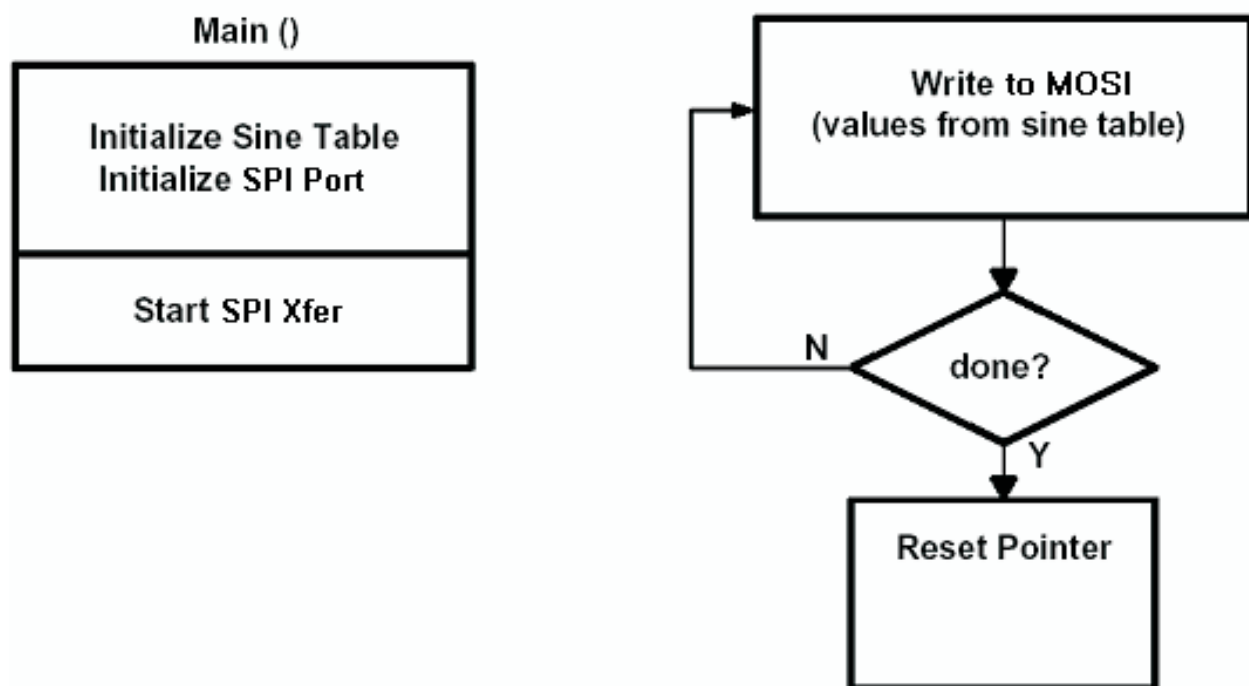 Main ()
Initialize Sine Table
Initialize SPI Port
Start SPI Xfer
Write to MOSI
(values from sine table)
N
done?
Y
Reset Pointer